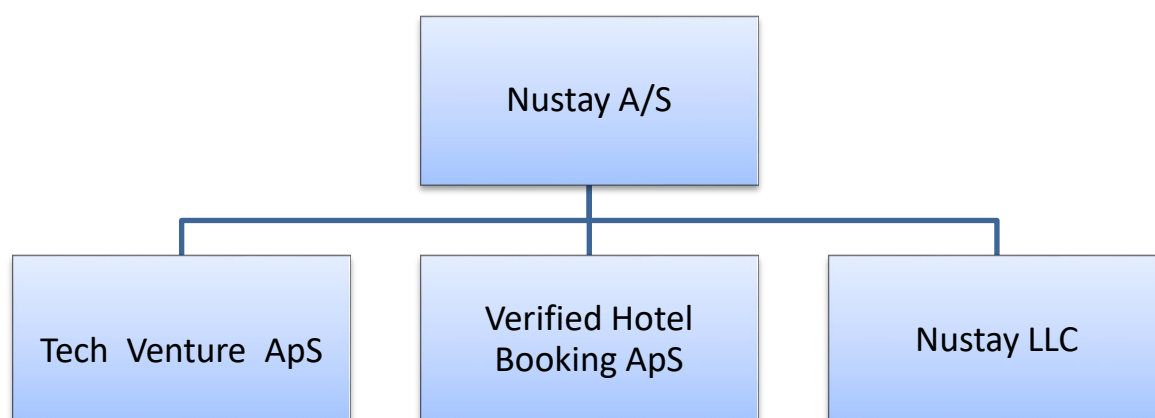 Nustay A/S
Tech Venture ApS
Verified Hotel
Booking ApS
Nustay LLC